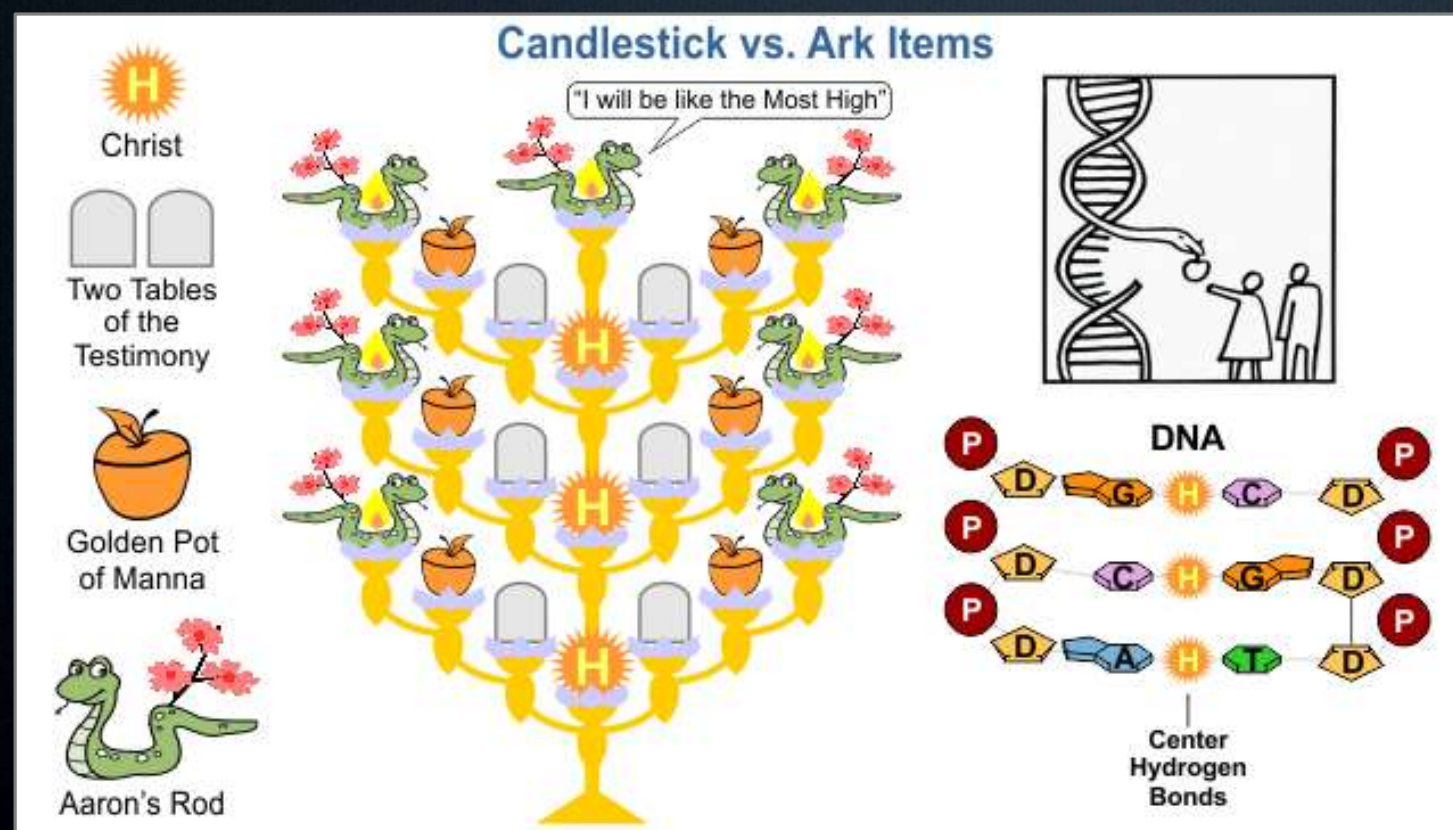 Candlestick vs. Ark Items
H
Christ
Two Tables
of the
Testimony
Golden Pot
of Manna
Aaron's Rod
"I will be like the Most High"
H
H
H
DNA
P
P
D
G
H
C
D
P
P
D
C
H
G
D
P
P
D
A
H
T
D
Center
Hydrogen
Bonds